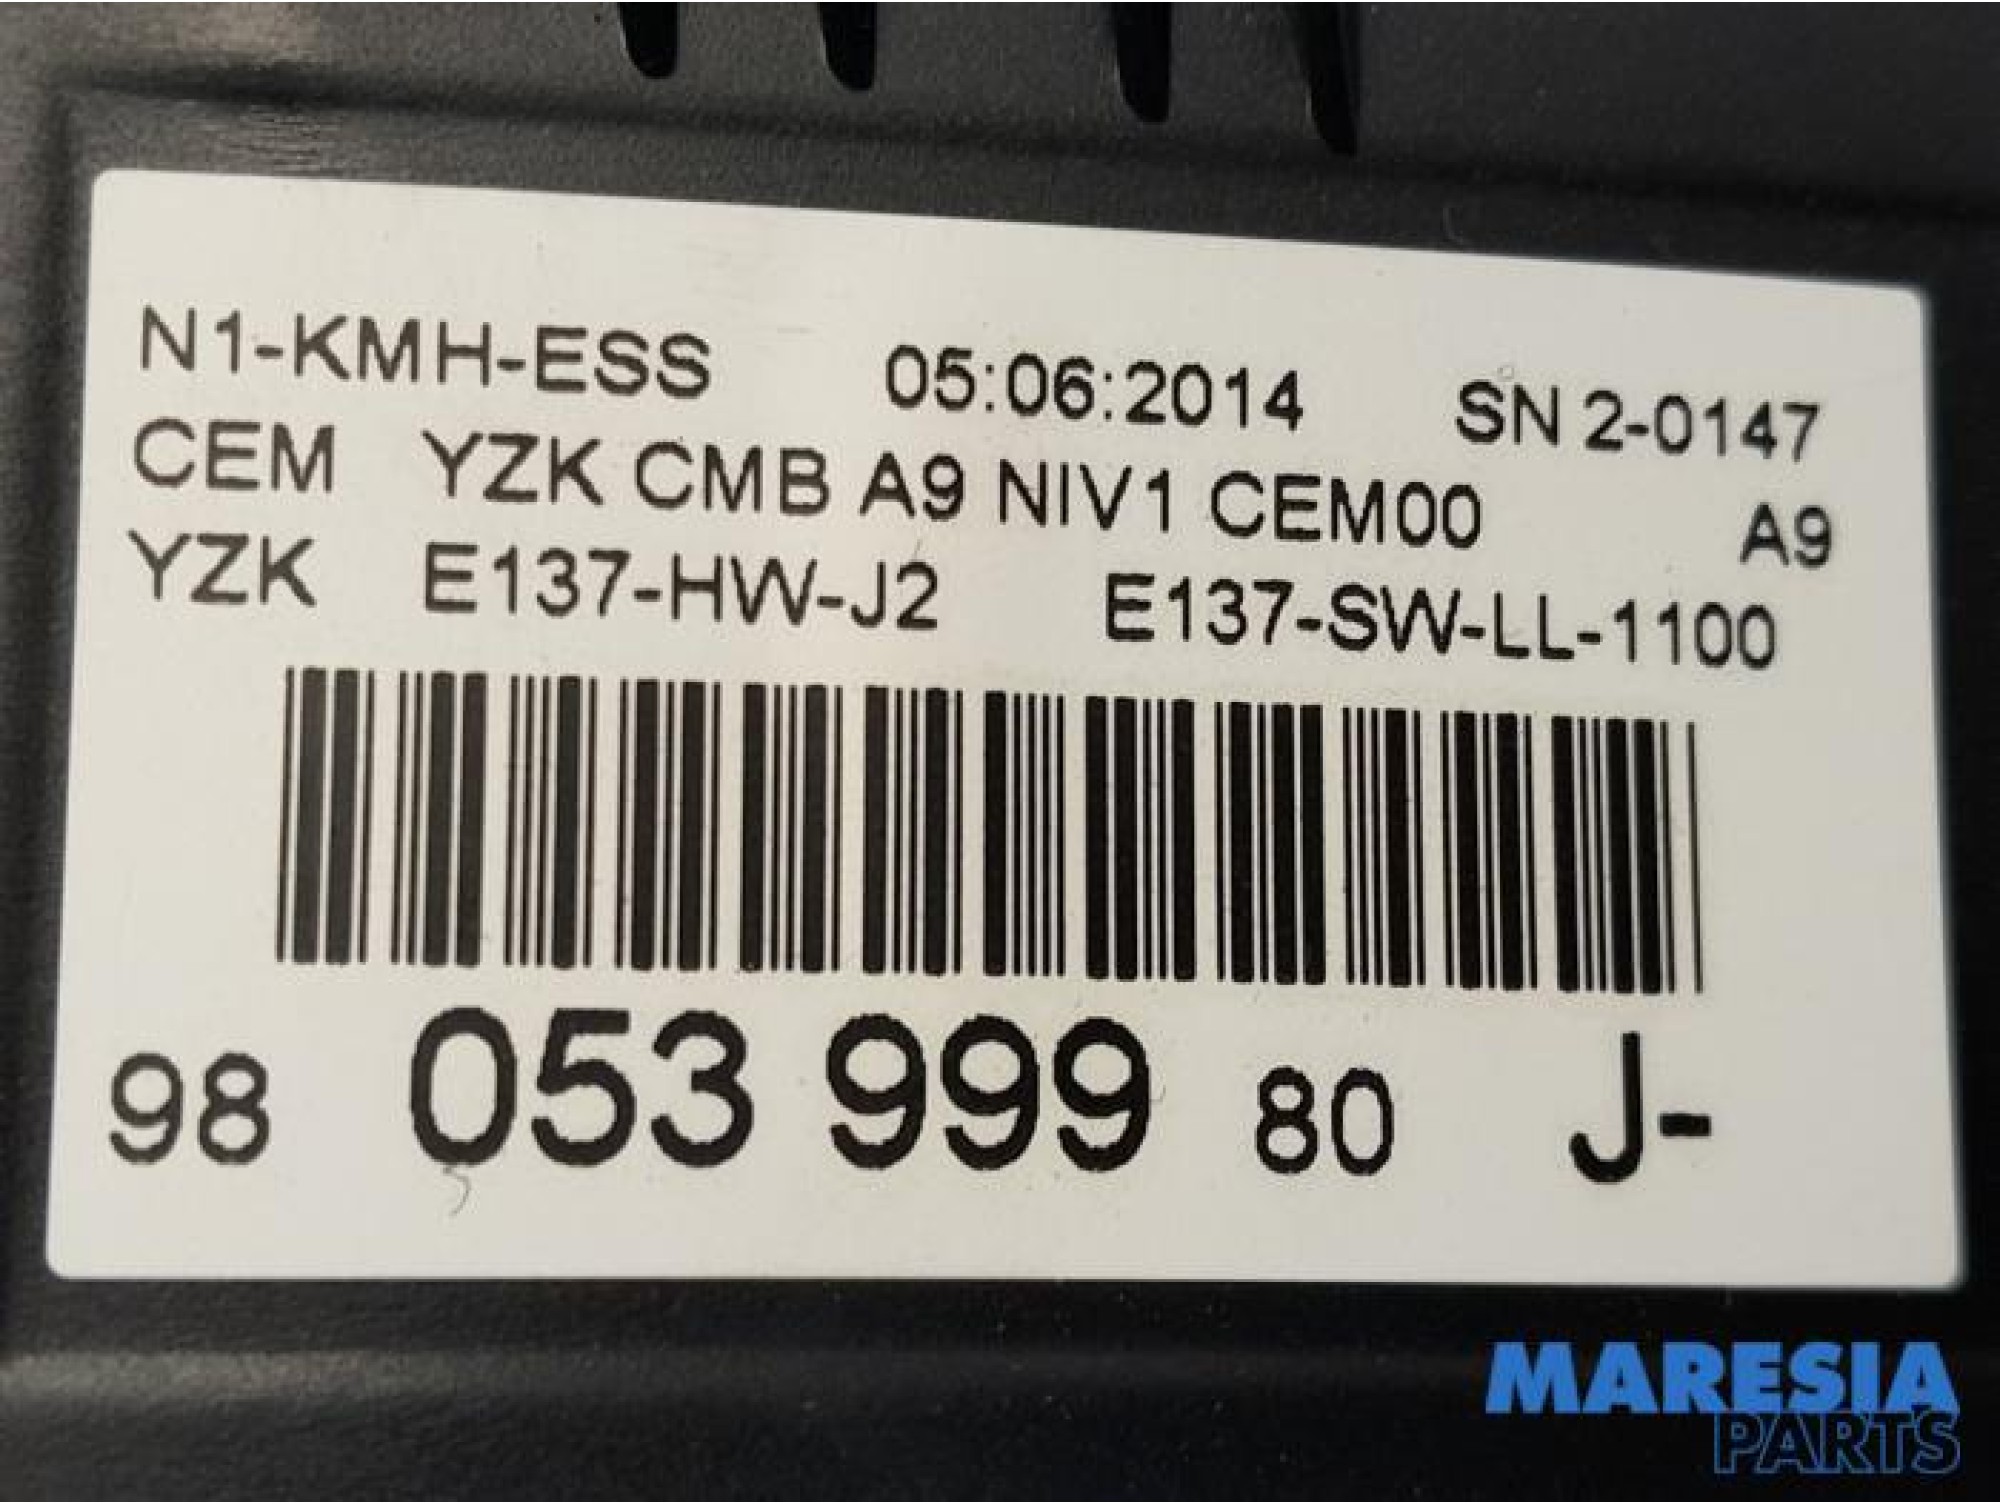 N1-KMH-ESS 05:06:2014 SN 2-0147
CEM YZK CMB A9 NIV1 CEM00 A9
YZK E137-HW-J2 E137-SW-LL-1100
98 053 999 80 J-
MARESIA
PARTS